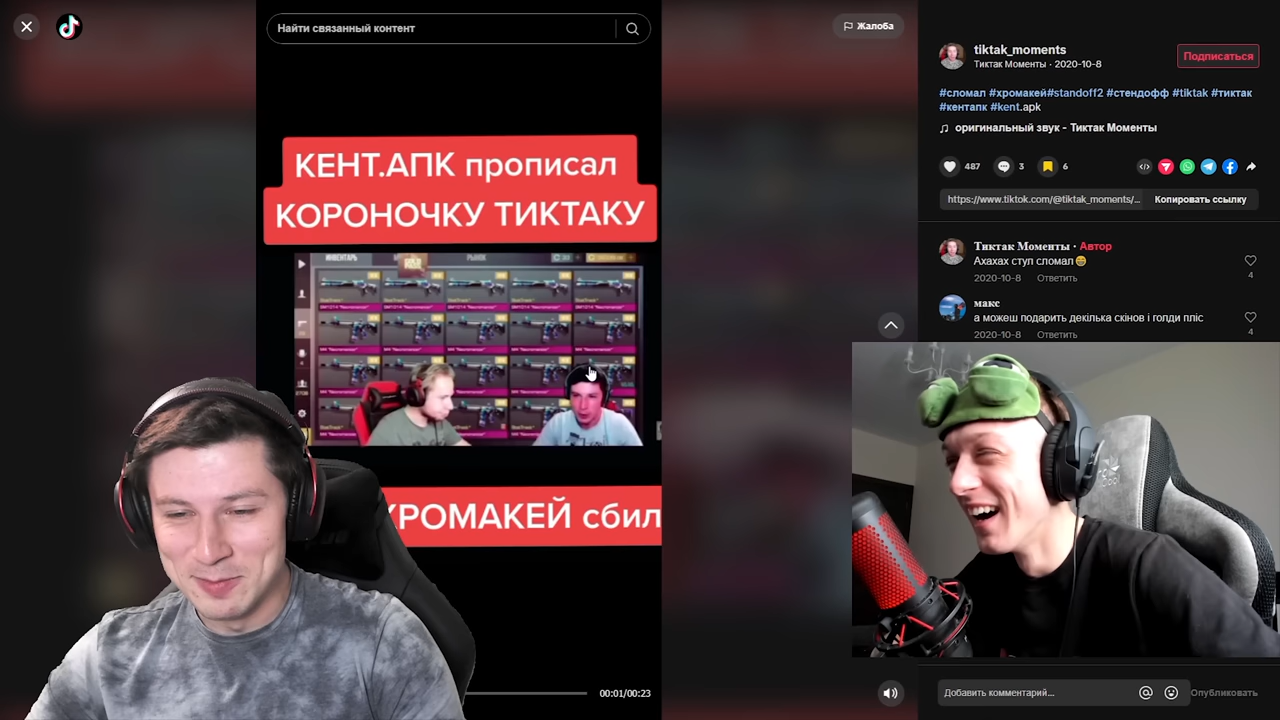 Найти связанный контент
Жалоба
КЕНТ.АПК прописал
КОРОНОЧКУ ТИКТАКУ
ИНВЕНТАРЬ
РЫНОК
ХРОМАКЕЙ сбил
00:01/00:23
tiktak_moments
Тиктак Моменты · 2020-10-8
Подписаться
#сломал #хромакей#standoff2 #стендофф #tiktak #тиктак
#кентапк #kent.apk
оригинальный звук - Тиктак Моменты
487
3
6
https://www.tiktok.com/@tiktak_moments/...
Копировать ссылку
Тиктак Моменты · Автор
Ахахах ступ сломал😄
2020-10-8 Ответить
4
макс
а можеш подарить декілька скінов і голди пліс
2020-10-8 Ответить
4
Добавить комментарий...
Опубликовать